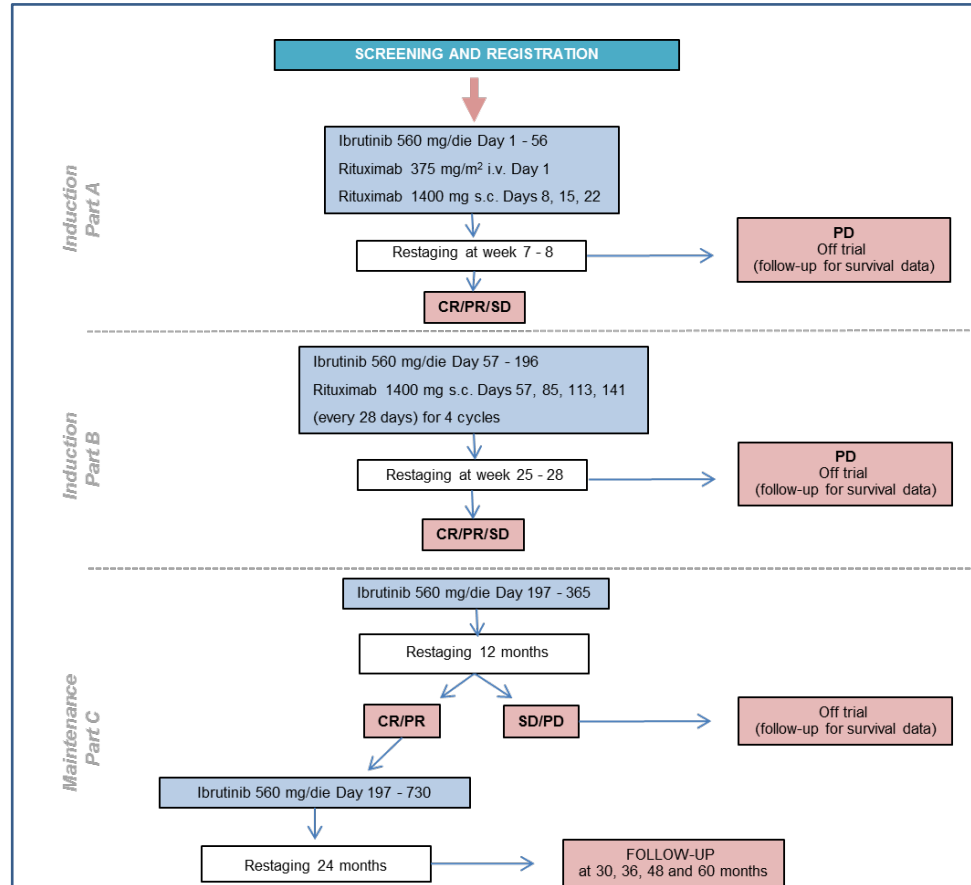 SCREENING AND REGISTRATION
Induction
Part A
Ibrutinib 560 mg/die Day 1 - 56
Rituximab 375 mg/m² i.v. Day 1
Rituximab 1400 mg s.c. Days 8, 15, 22
Restaging at week 7 - 8
PD
Off trial
(follow-up for survival data)
CR/PR/SD
Induction
Part B
Ibrutinib 560 mg/die Day 57 - 196
Rituximab 1400 mg s.c. Days 57, 85, 113, 141
(every 28 days) for 4 cycles
Restaging at week 25 - 28
PD
Off trial
(follow-up for survival data)
CR/PR/SD
Maintenance
Part C
Ibrutinib 560 mg/die Day 197 - 365
Restaging 12 months
CR/PR
SD/PD
Off trial
(follow-up for survival data)
Ibrutinib 560 mg/die Day 197 - 730
Restaging 24 months
FOLLOW-UP
at 30, 36, 48 and 60 months